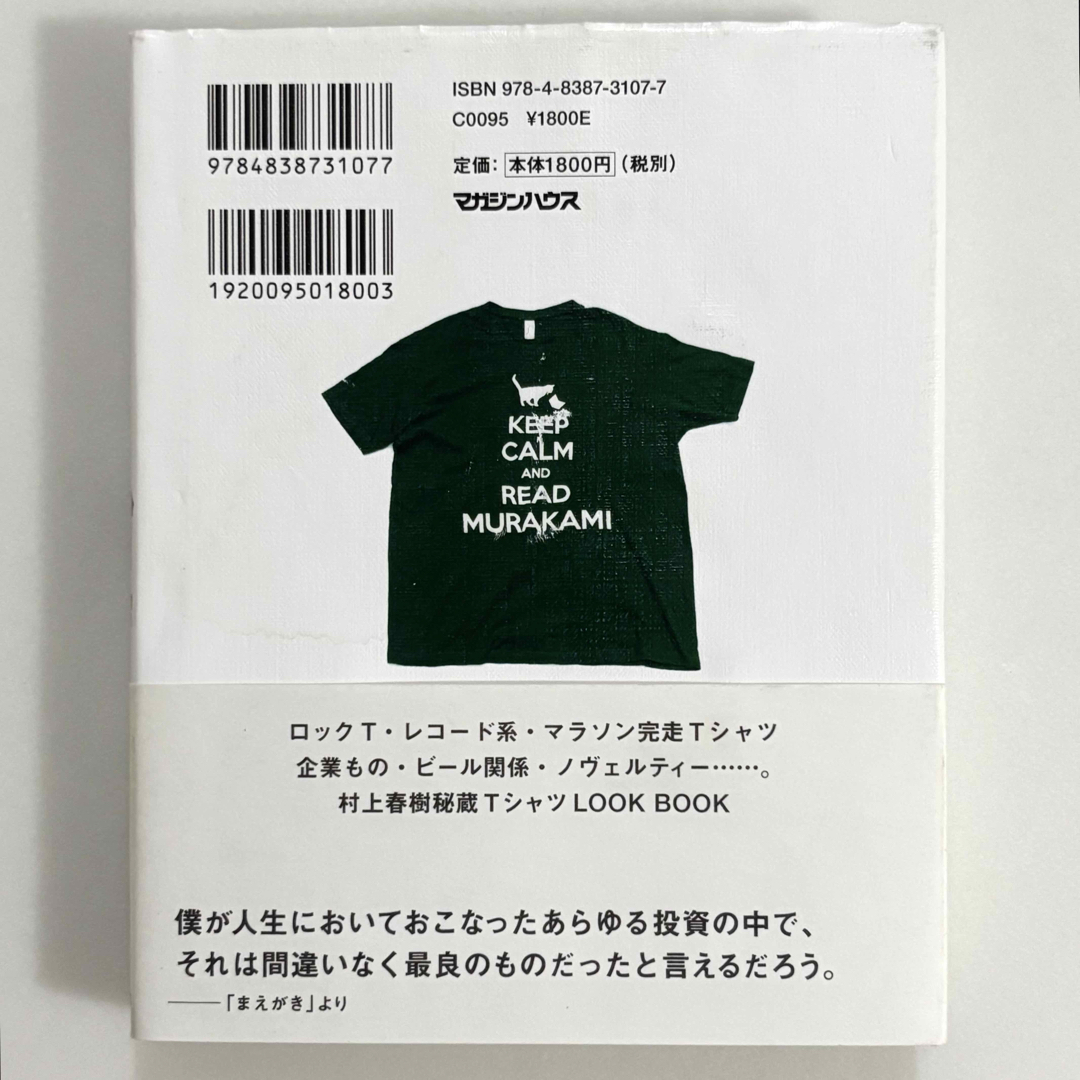 ISBN 978-4-8387-3107-7
C0095 ¥1800E
定価：本体1800円（税別）
マガジンハウス
9784838731077
1920095018003
KEEP
CALM
AND
READ
MURAKAMI
ロックT・レコード系・マラソン完走Tシャツ
企業もの・ビール関係・ノヴェルティー……。
村上春樹秘蔵TシャツLOOK BOOK
僕が人生においておこなったあらゆる投資の中で、
それは間違いなく最良のものだったと言えるだろう。
――「まえがき」より